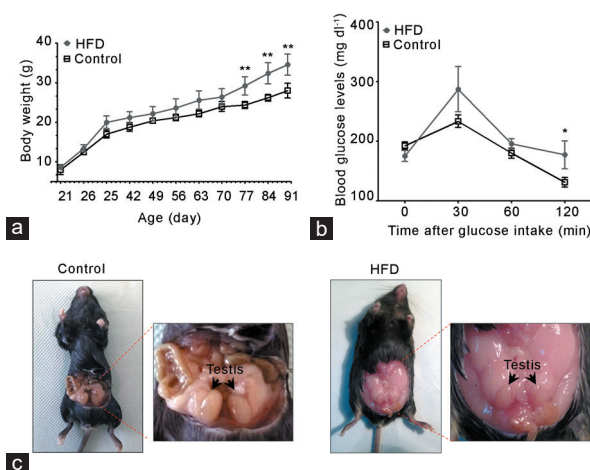 HFD
Control
Body weight (g)
40
30
20
10
** ** **
21 26 35 42 49 56 63 70 77 84 91
Age (day)
a
HFD
Control
Blood glucose levels (mg dl⁻¹)
400
300
200
100
*
0 30 60 120
Time after glucose intake (min)
b
Control
Testis
HFD
Testis
c